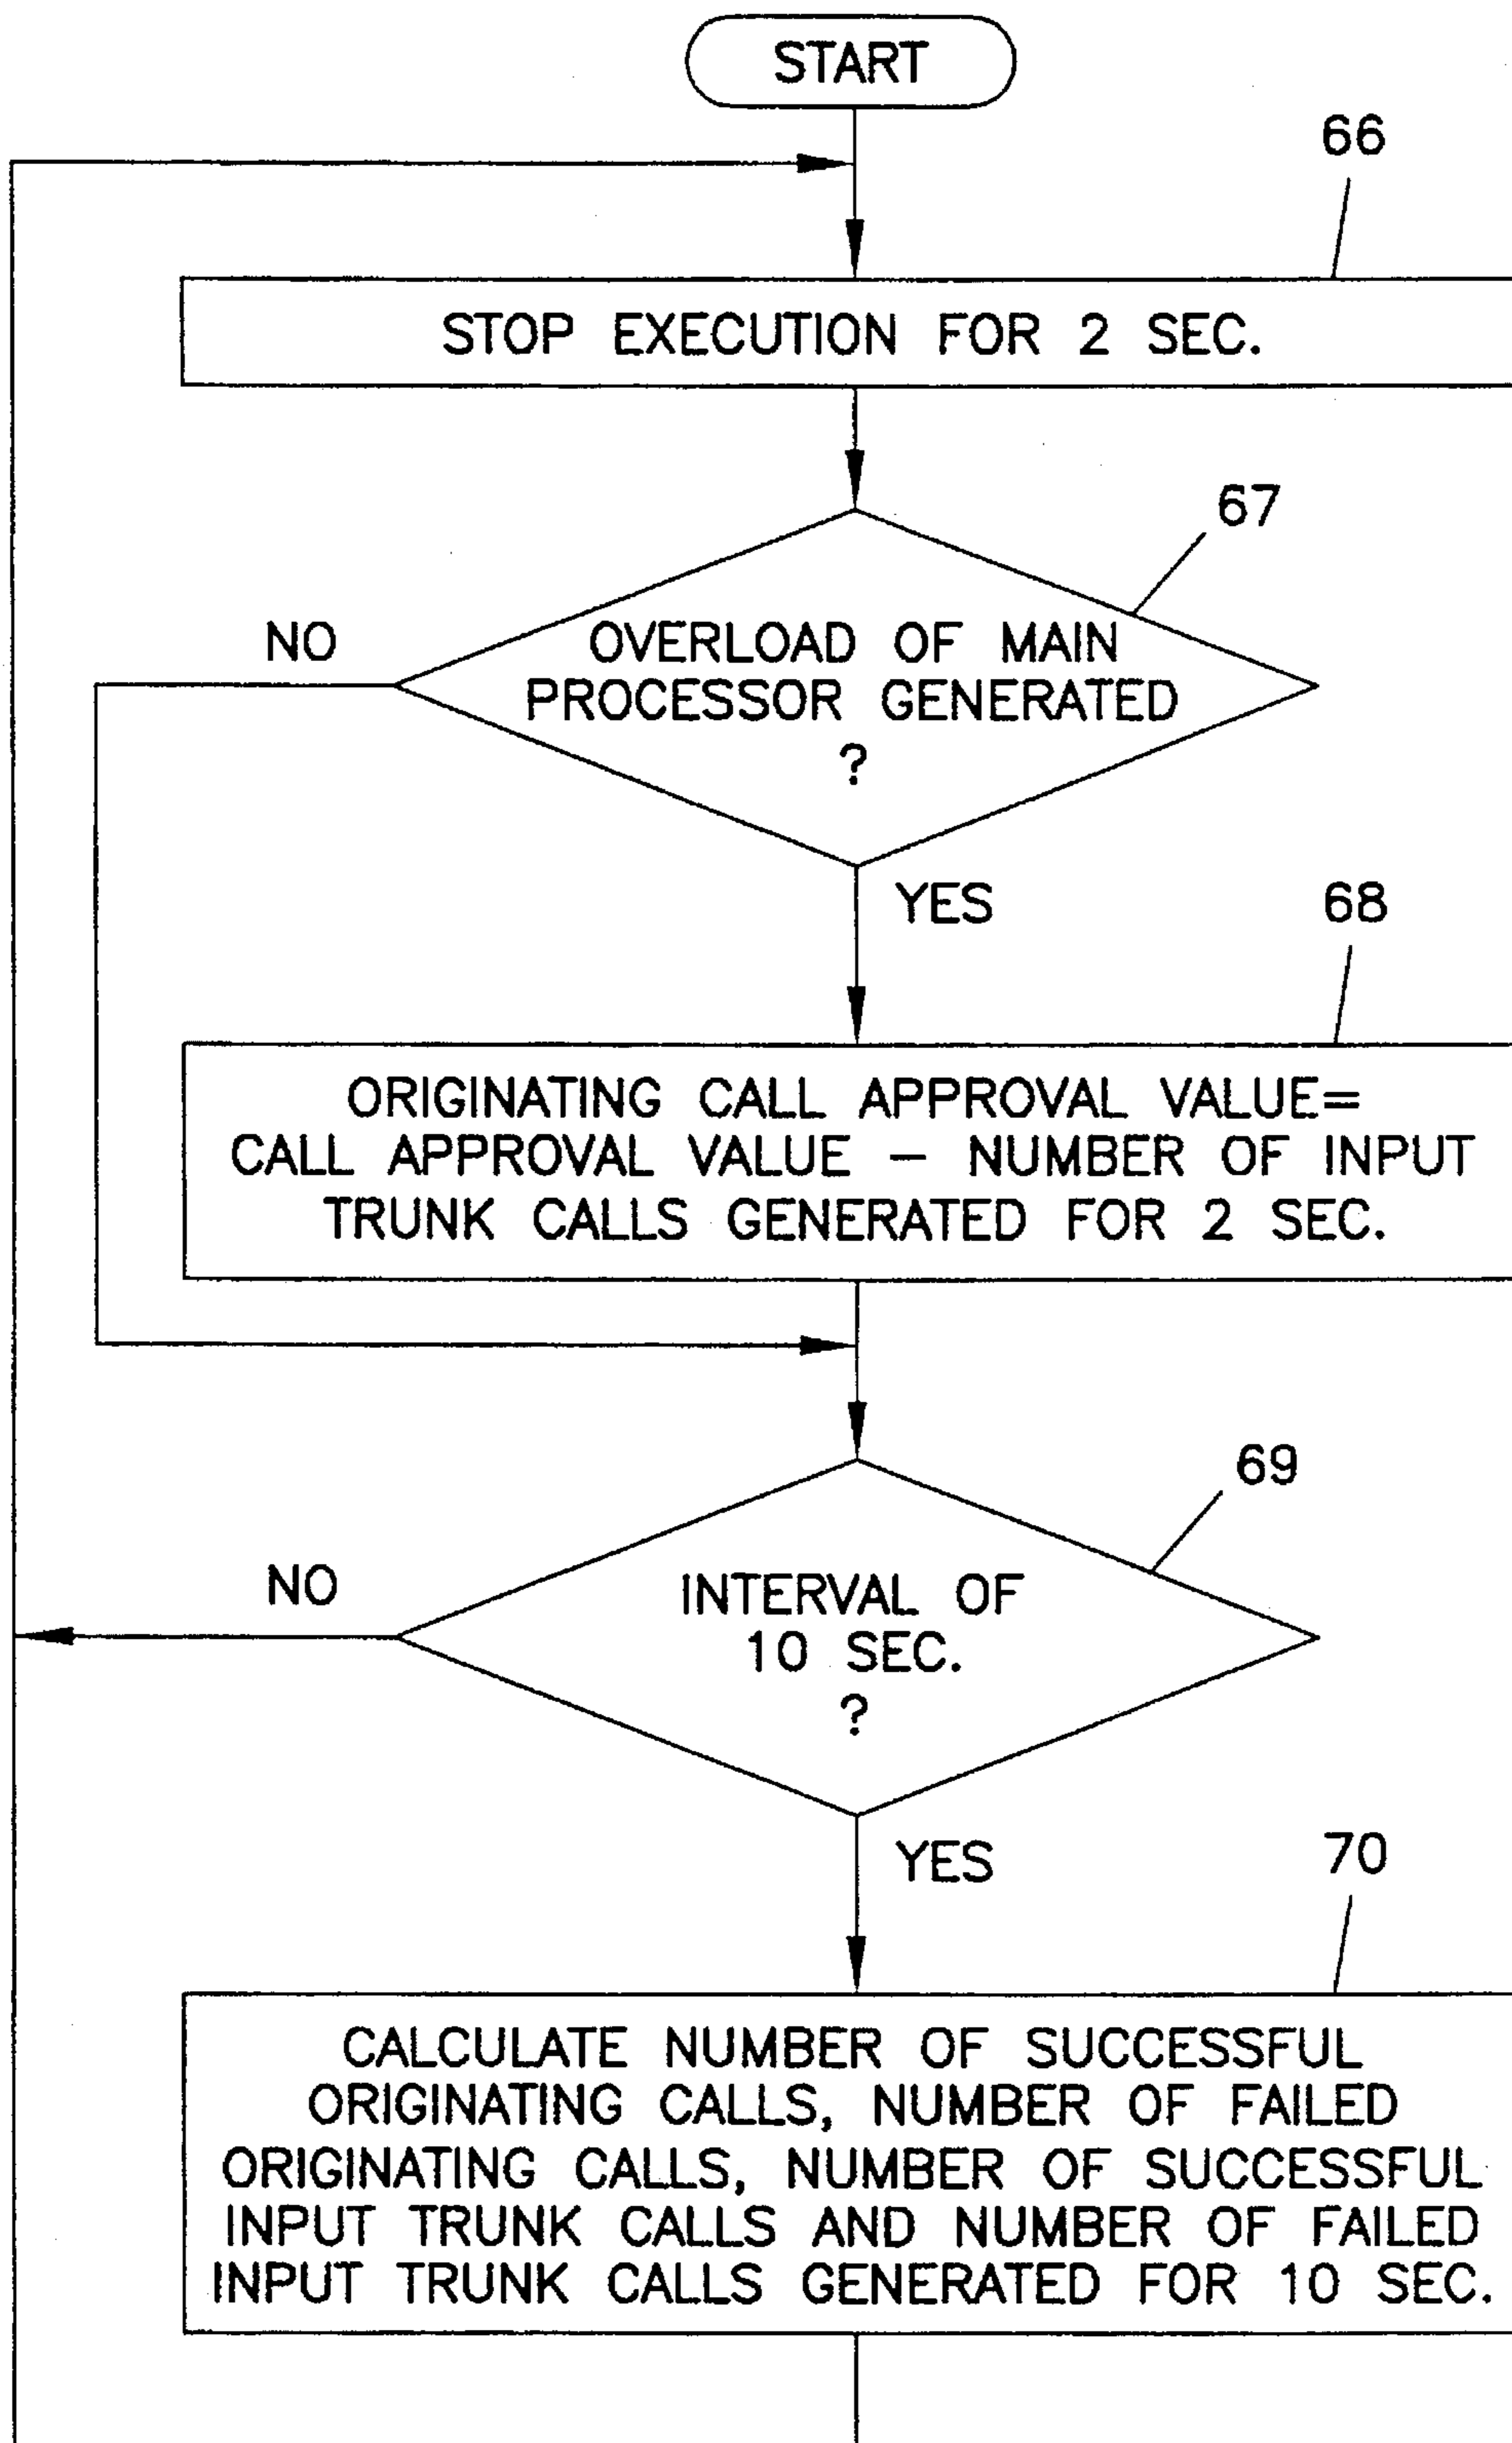 START
66
STOP EXECUTION FOR 2 SEC.
67
NO
OVERLOAD OF MAIN
PROCESSOR GENERATED
?
YES
68
ORIGINATING CALL APPROVAL VALUE=
CALL APPROVAL VALUE − NUMBER OF INPUT
TRUNK CALLS GENERATED FOR 2 SEC.
69
NO
INTERVAL OF
10 SEC.
?
YES
70
CALCULATE NUMBER OF SUCCESSFUL
ORIGINATING CALLS, NUMBER OF FAILED
ORIGINATING CALLS, NUMBER OF SUCCESSFUL
INPUT TRUNK CALLS AND NUMBER OF FAILED
INPUT TRUNK CALLS GENERATED FOR 10 SEC.